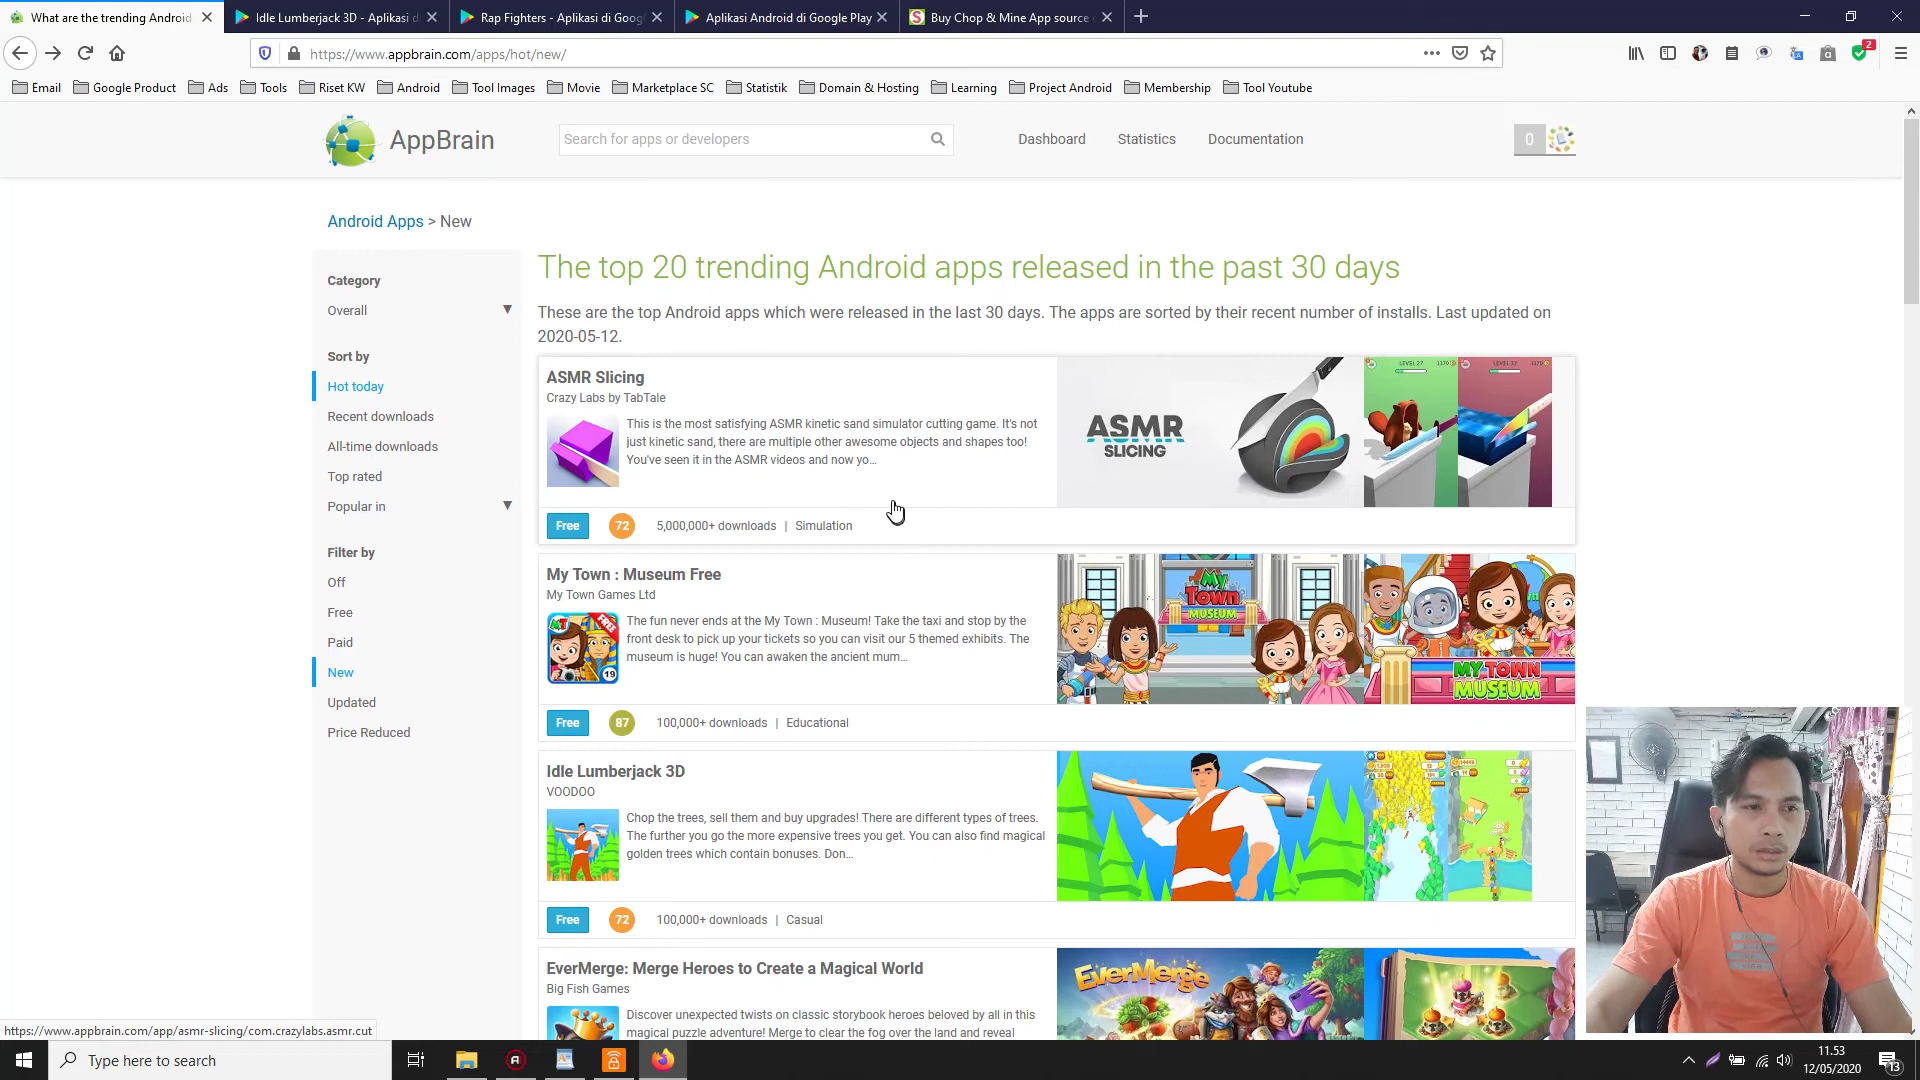 What are the trending Android
Idle Lumberjack 3D - Aplikasi di
Rap Fighters - Aplikasi di Goog
Aplikasi Android di Google Play
Buy Chop & Mine App source
https://www.appbrain.com/apps/hot/new/
2
Email
Google Product
Ads
Tools
Riset KW
Android
Tool Images
Movie
Marketplace SC
Statistik
Domain & Hosting
Learning
Project Android
Membership
Tool Youtube
AppBrain
Search for apps or developers
Dashboard
Statistics
Documentation
0
Android Apps > New
Category
Overall
Sort by
Hot today
Recent downloads
All-time downloads
Top rated
Popular in
Filter by
Off
Free
Paid
New
Updated
Price Reduced
The top 20 trending Android apps released in the past 30 days
These are the top Android apps which were released in the last 30 days. The apps are sorted by their recent number of installs. Last updated on
2020-05-12.
ASMR Slicing
Crazy Labs by TabTale
This is the most satisfying ASMR kinetic sand simulator cutting game. It's not
just kinetic sand, there are multiple other awesome objects and shapes too!
You've seen it in the ASMR videos and now yo...
ASMR
SLICING
LEVEL 27
1170
LEVEL 32
1170
Free
72
5,000,000+ downloads | Simulation
My Town : Museum Free
My Town Games Ltd
The fun never ends at the My Town : Museum! Take the taxi and stop by the
front desk to pick up your tickets so you can visit our 5 themed exhibits. The
museum is huge! You can awaken the ancient mum...
MT
FREE
19
My
Town
MUSEUM
MY TOWN
MUSEUM
Free
87
100,000+ downloads | Educational
Idle Lumberjack 3D
VOODOO
Chop the trees, sell them and buy upgrades! There are different types of trees.
The further you go the more expensive trees you get. You can also find magical
golden trees which contain bonuses. Don...
Free
72
100,000+ downloads | Casual
EverMerge: Merge Heroes to Create a Magical World
Big Fish Games
Discover unexpected twists on classic storybook heroes beloved by all in this
magical puzzle adventure! Merge to clear the fog over the land and reveal
EverMerge
https://www.appbrain.com/app/asmr-slicing/com.crazylabs.asmr.cut
Type here to search
11.53
12/05/2020
13